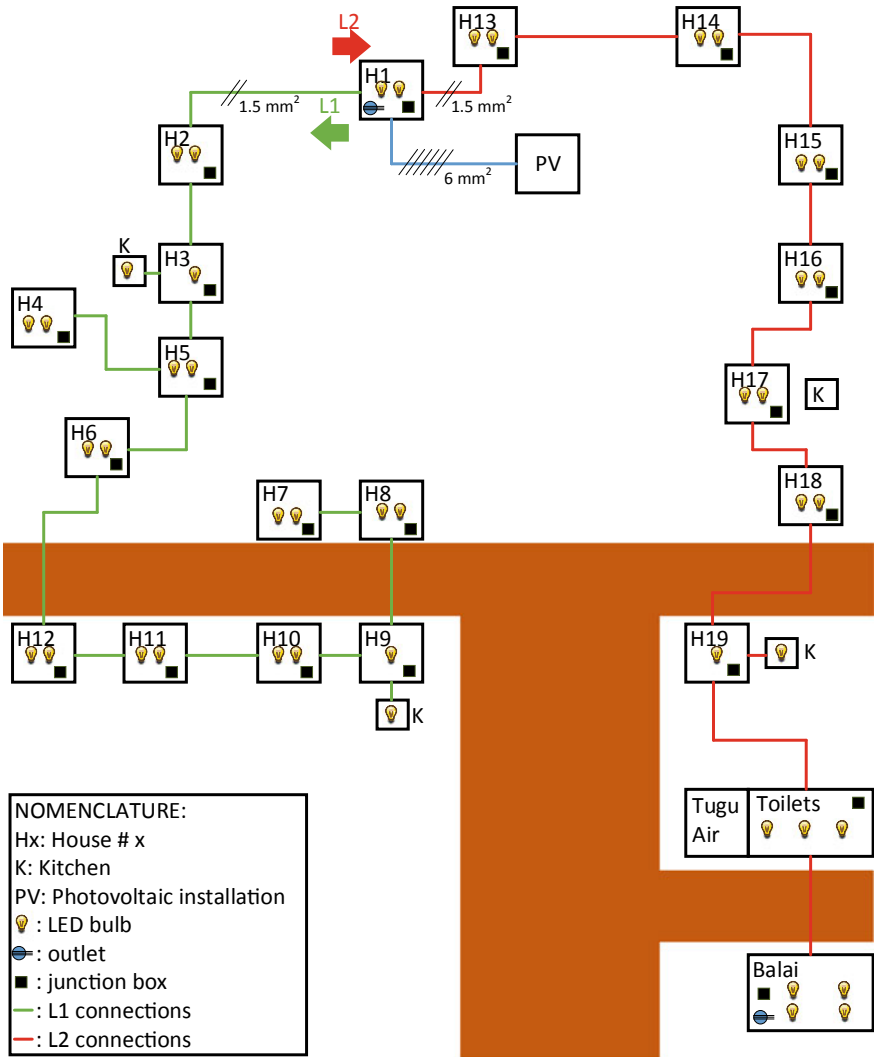 L2
H13
H14
H1
1.5 mm²
L1
1.5 mm²
H2
6 mm²
PV
H15
K
H3
H16
H4
H5
H17
K
H6
H7
H8
H18
H12
H11
H10
H9
H19
K
K
NOMENCLATURE:
Hx: House # x
K: Kitchen
PV: Photovoltaic installation
: LED bulb
: outlet
: junction box
: L1 connections
: L2 connections
Tugu
Air
Toilets
Balai